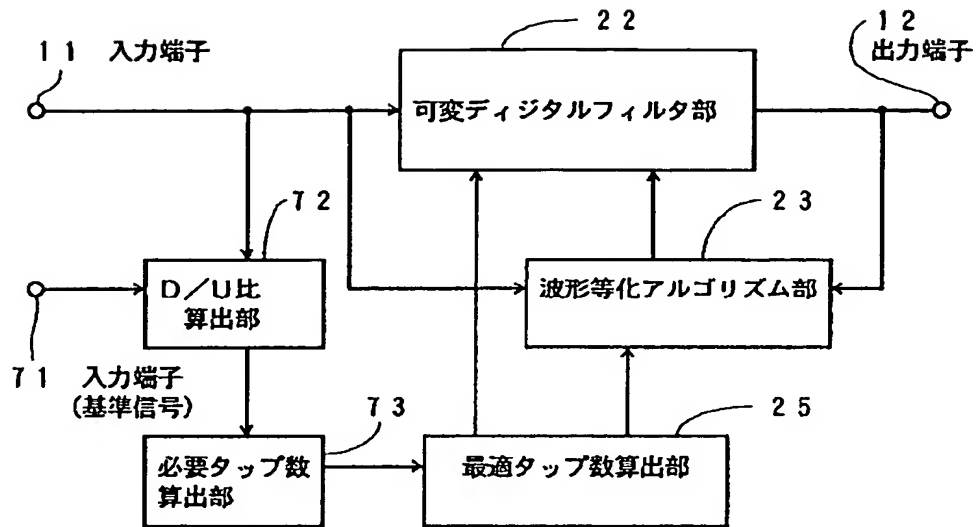 11 入力端子
22
12
出力端子
可変ディジタルフィルタ部
72
23
D／U比
算出部
波形等化アルゴリズム部
71 入力端子
(基準信号)
73
25
必要タップ数
算出部
最適タップ数算出部